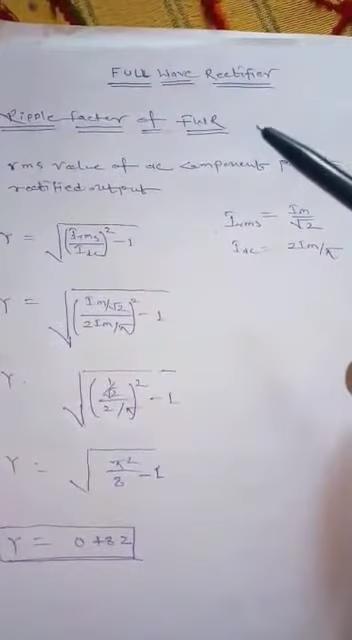 FULL Wave Rectifier
Ripple factor of FWR
rms value of ac component
rectified output
γ = √((Irms/Idc)² - 1)
Irms = Im/√2
Idc = 2Im/π
γ = √((Im/√2 / 2Im/π)² - 1)
γ √((1/√2 / 2/π)² - 1)
γ = √(π²/8 - 1)
γ = 0.482